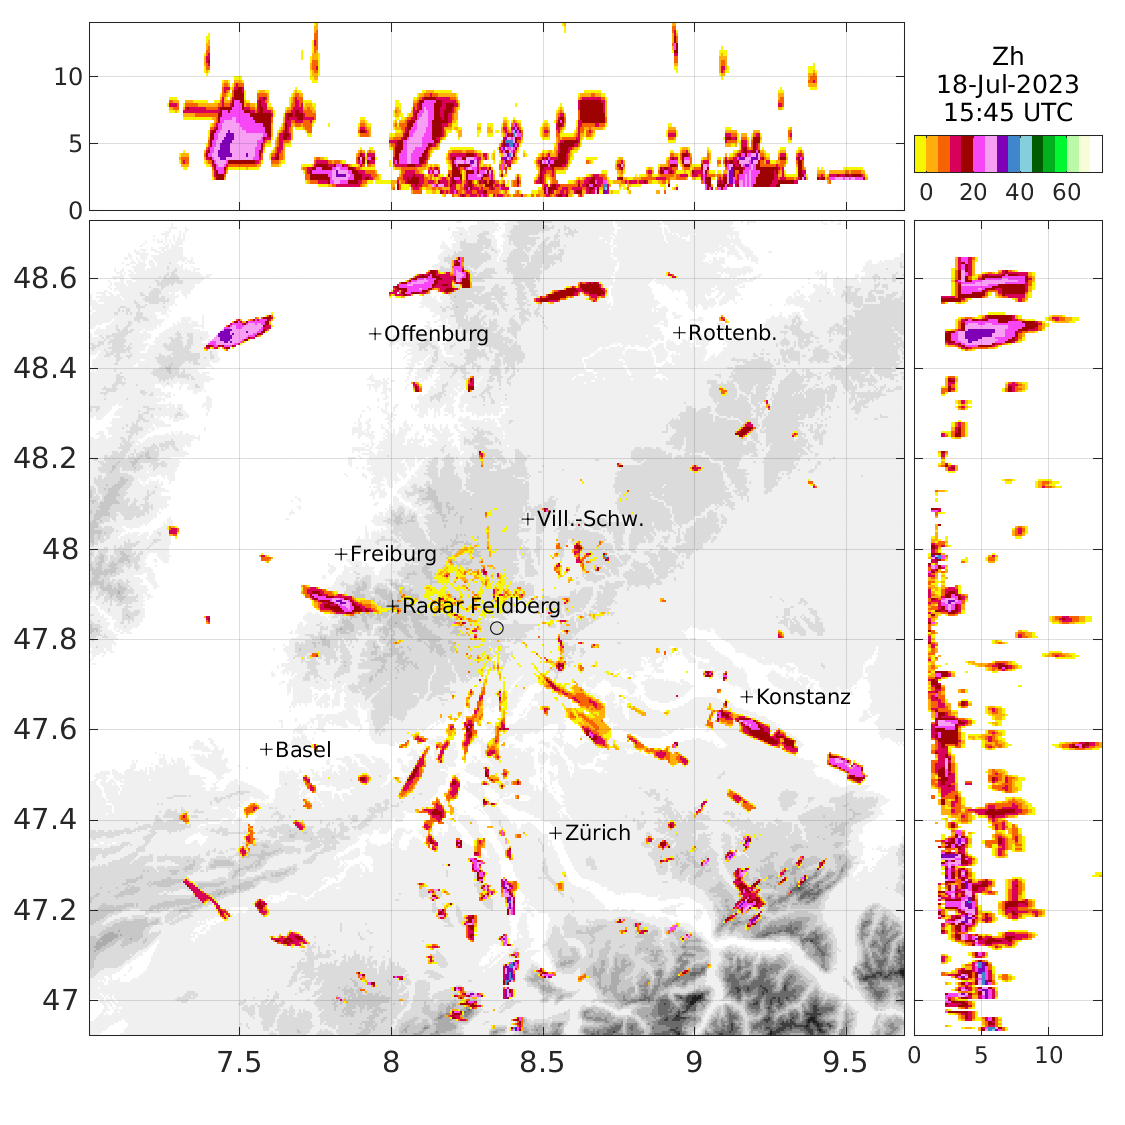 10
5
0
Zh
18-Jul-2023
15:45 UTC
0 20 40 60
48.6
48.4
48.2
48
47.8
47.6
47.4
47.2
47
+Offenburg
+Rottenb.
+Vill.-Schw.
+Freiburg
+Radar Feldberg
+Konstanz
+Basel
+Zürich
7.5 8 8.5 9 9.5
0 5 10